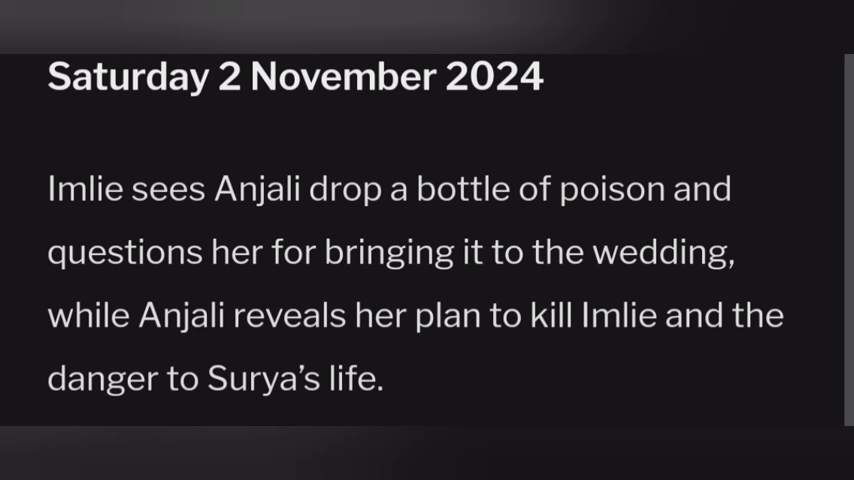 Saturday 2 November 2024
Imlie sees Anjali drop a bottle of poison and
questions her for bringing it to the wedding,
while Anjali reveals her plan to kill Imlie and the
danger to Surya’s life.